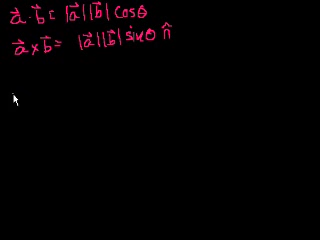 a⃗ · b⃗ = |a⃗||b⃗| cosθ
a⃗ × b⃗ = |a⃗||b⃗| sinθ n̂